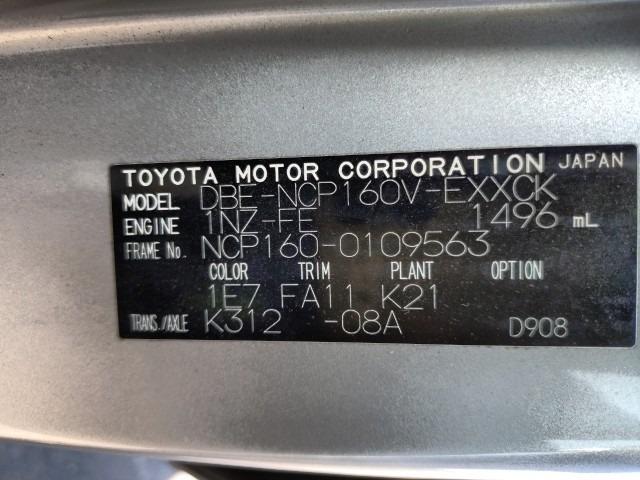 TOYOTA MOTOR CORPORATION JAPAN
MODEL DBE-NCP160V-EXXCK
ENGINE 1NZ-FE 1496 mL
FRAME No. NCP160-0109563
COLOR TRIM PLANT OPTION
1E7 FA11 K21
TRANS./AXLE K312 -08A D908